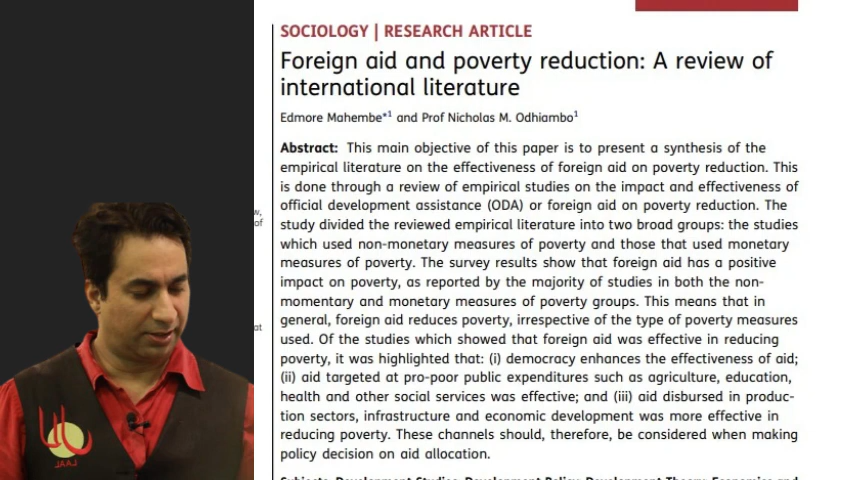 SOCIOLOGY | RESEARCH ARTICLE
Foreign aid and poverty reduction: A review of
international literature
Edmore Mahembe*1 and Prof Nicholas M. Odhiambo1
Abstract: This main objective of this paper is to present a synthesis of the
empirical literature on the effectiveness of foreign aid on poverty reduction. This
is done through a review of empirical studies on the impact and effectiveness of
official development assistance (ODA) or foreign aid on poverty reduction. The
study divided the reviewed empirical literature into two broad groups: the studies
which used non-monetary measures of poverty and those that used monetary
measures of poverty. The survey results show that foreign aid has a positive
impact on poverty, as reported by the majority of studies in both the non-
momentary and monetary measures of poverty groups. This means that in
general, foreign aid reduces poverty, irrespective of the type of poverty measures
used. Of the studies which showed that foreign aid was effective in reducing
poverty, it was highlighted that: (i) democracy enhances the effectiveness of aid;
(ii) aid targeted at pro-poor public expenditures such as agriculture, education,
health and other social services was effective; and (iii) aid disbursed in produc-
tion sectors, infrastructure and economic development was more effective in
reducing poverty. These channels should, therefore, be considered when making
policy decision on aid allocation.
Subjects: Development Studies, Development Policy, Development Theory, Economics and
w,
of
at
JAAJ